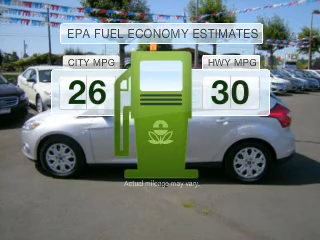 EPA FUEL ECONOMY ESTIMATES
CITY MPG
HWY MPG
26
30
Actual mileage may vary.